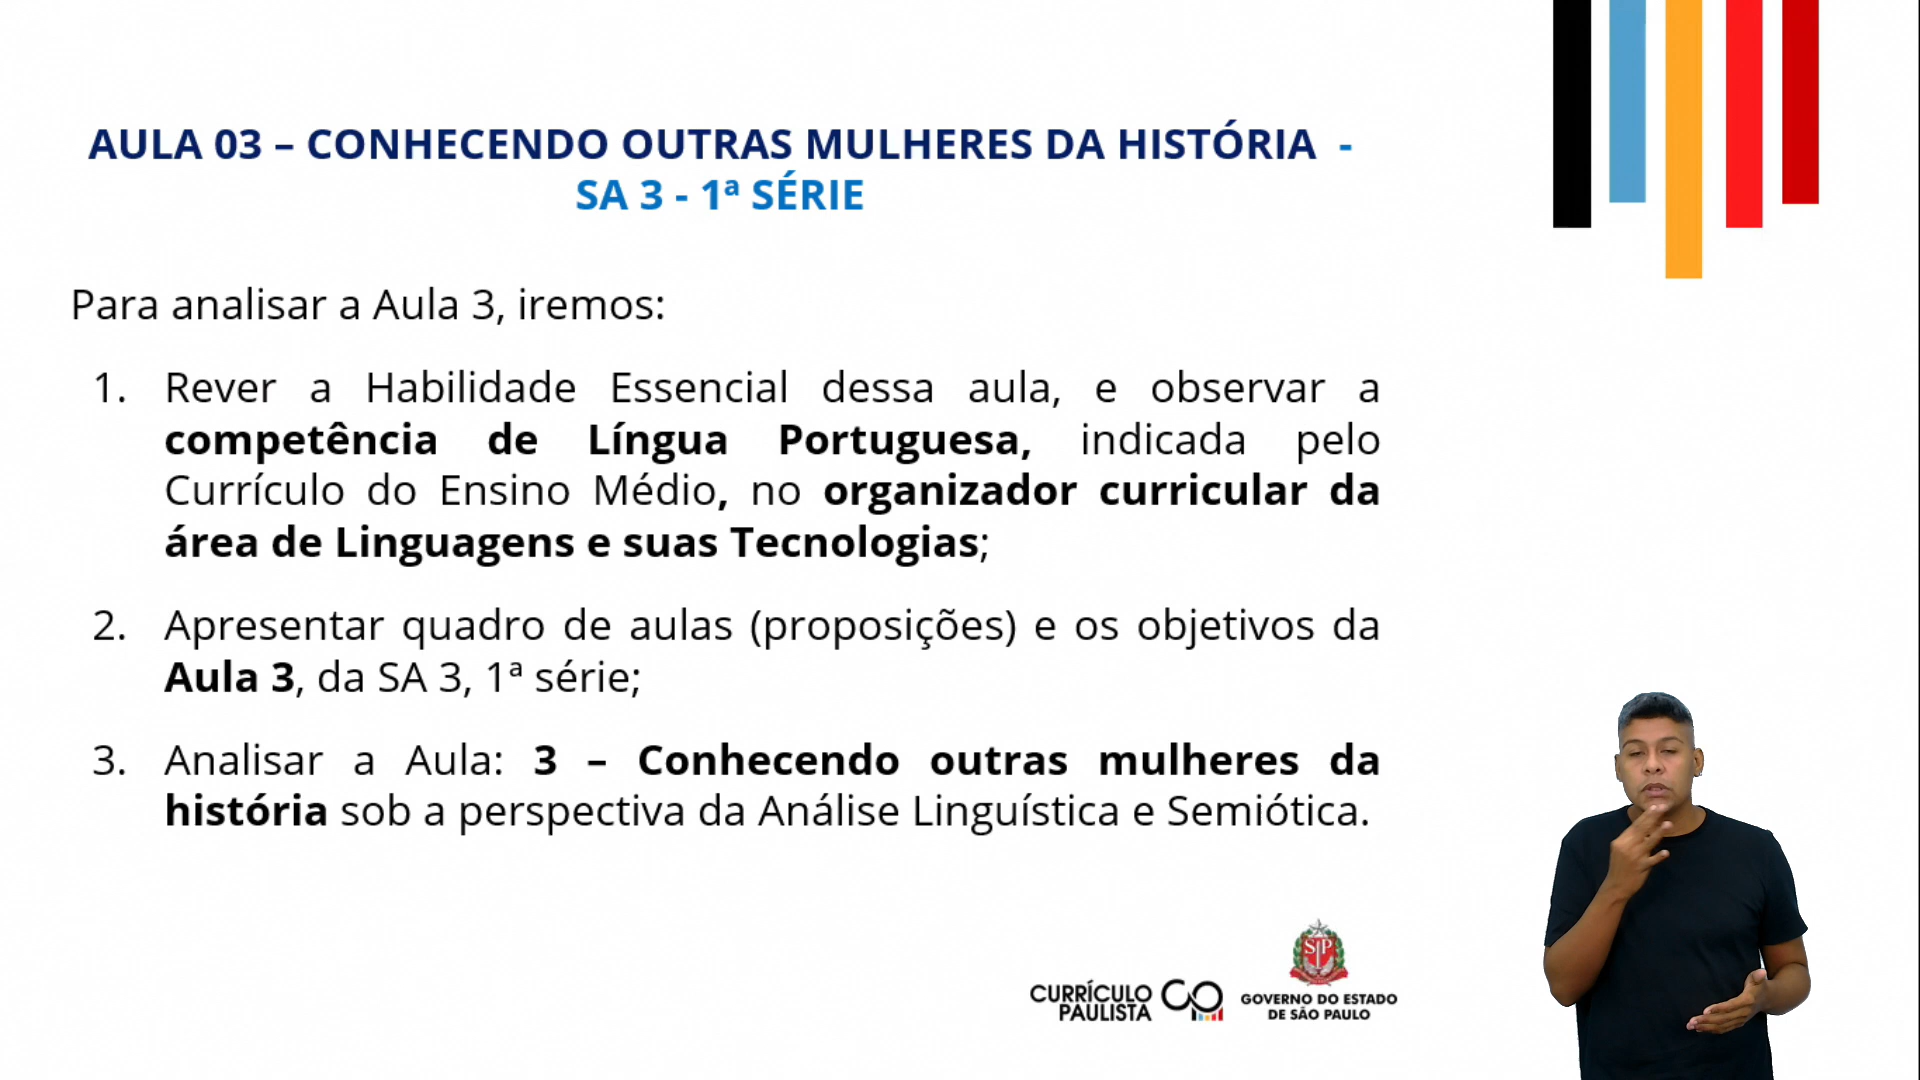 AULA 03 – CONHECENDO OUTRAS MULHERES DA HISTÓRIA -
SA 3 - 1ª SÉRIE
Para analisar a Aula 3, iremos:
1. Rever a Habilidade Essencial dessa aula, e observar a
competência de Língua Portuguesa, indicada pelo
Currículo do Ensino Médio, no organizador curricular da
área de Linguagens e suas Tecnologias;
2. Apresentar quadro de aulas (proposições) e os objetivos da
Aula 3, da SA 3, 1ª série;
3. Analisar a Aula: 3 – Conhecendo outras mulheres da
história sob a perspectiva da Análise Linguística e Semiótica.
CURRÍCULO
PAULISTA
SP
GOVERNO DO ESTADO
DE SÃO PAULO